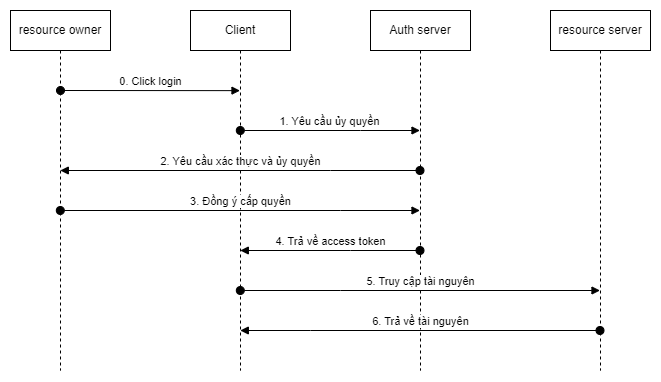 resource owner
Client
Auth server
resource server
0. Click login
1. Yêu cầu ủy quyền
2. Yêu cầu xác thực và ủy quyền
3. Đồng ý cấp quyền
4. Trả về access token
5. Truy cập tài nguyên
6. Trả về tài nguyên